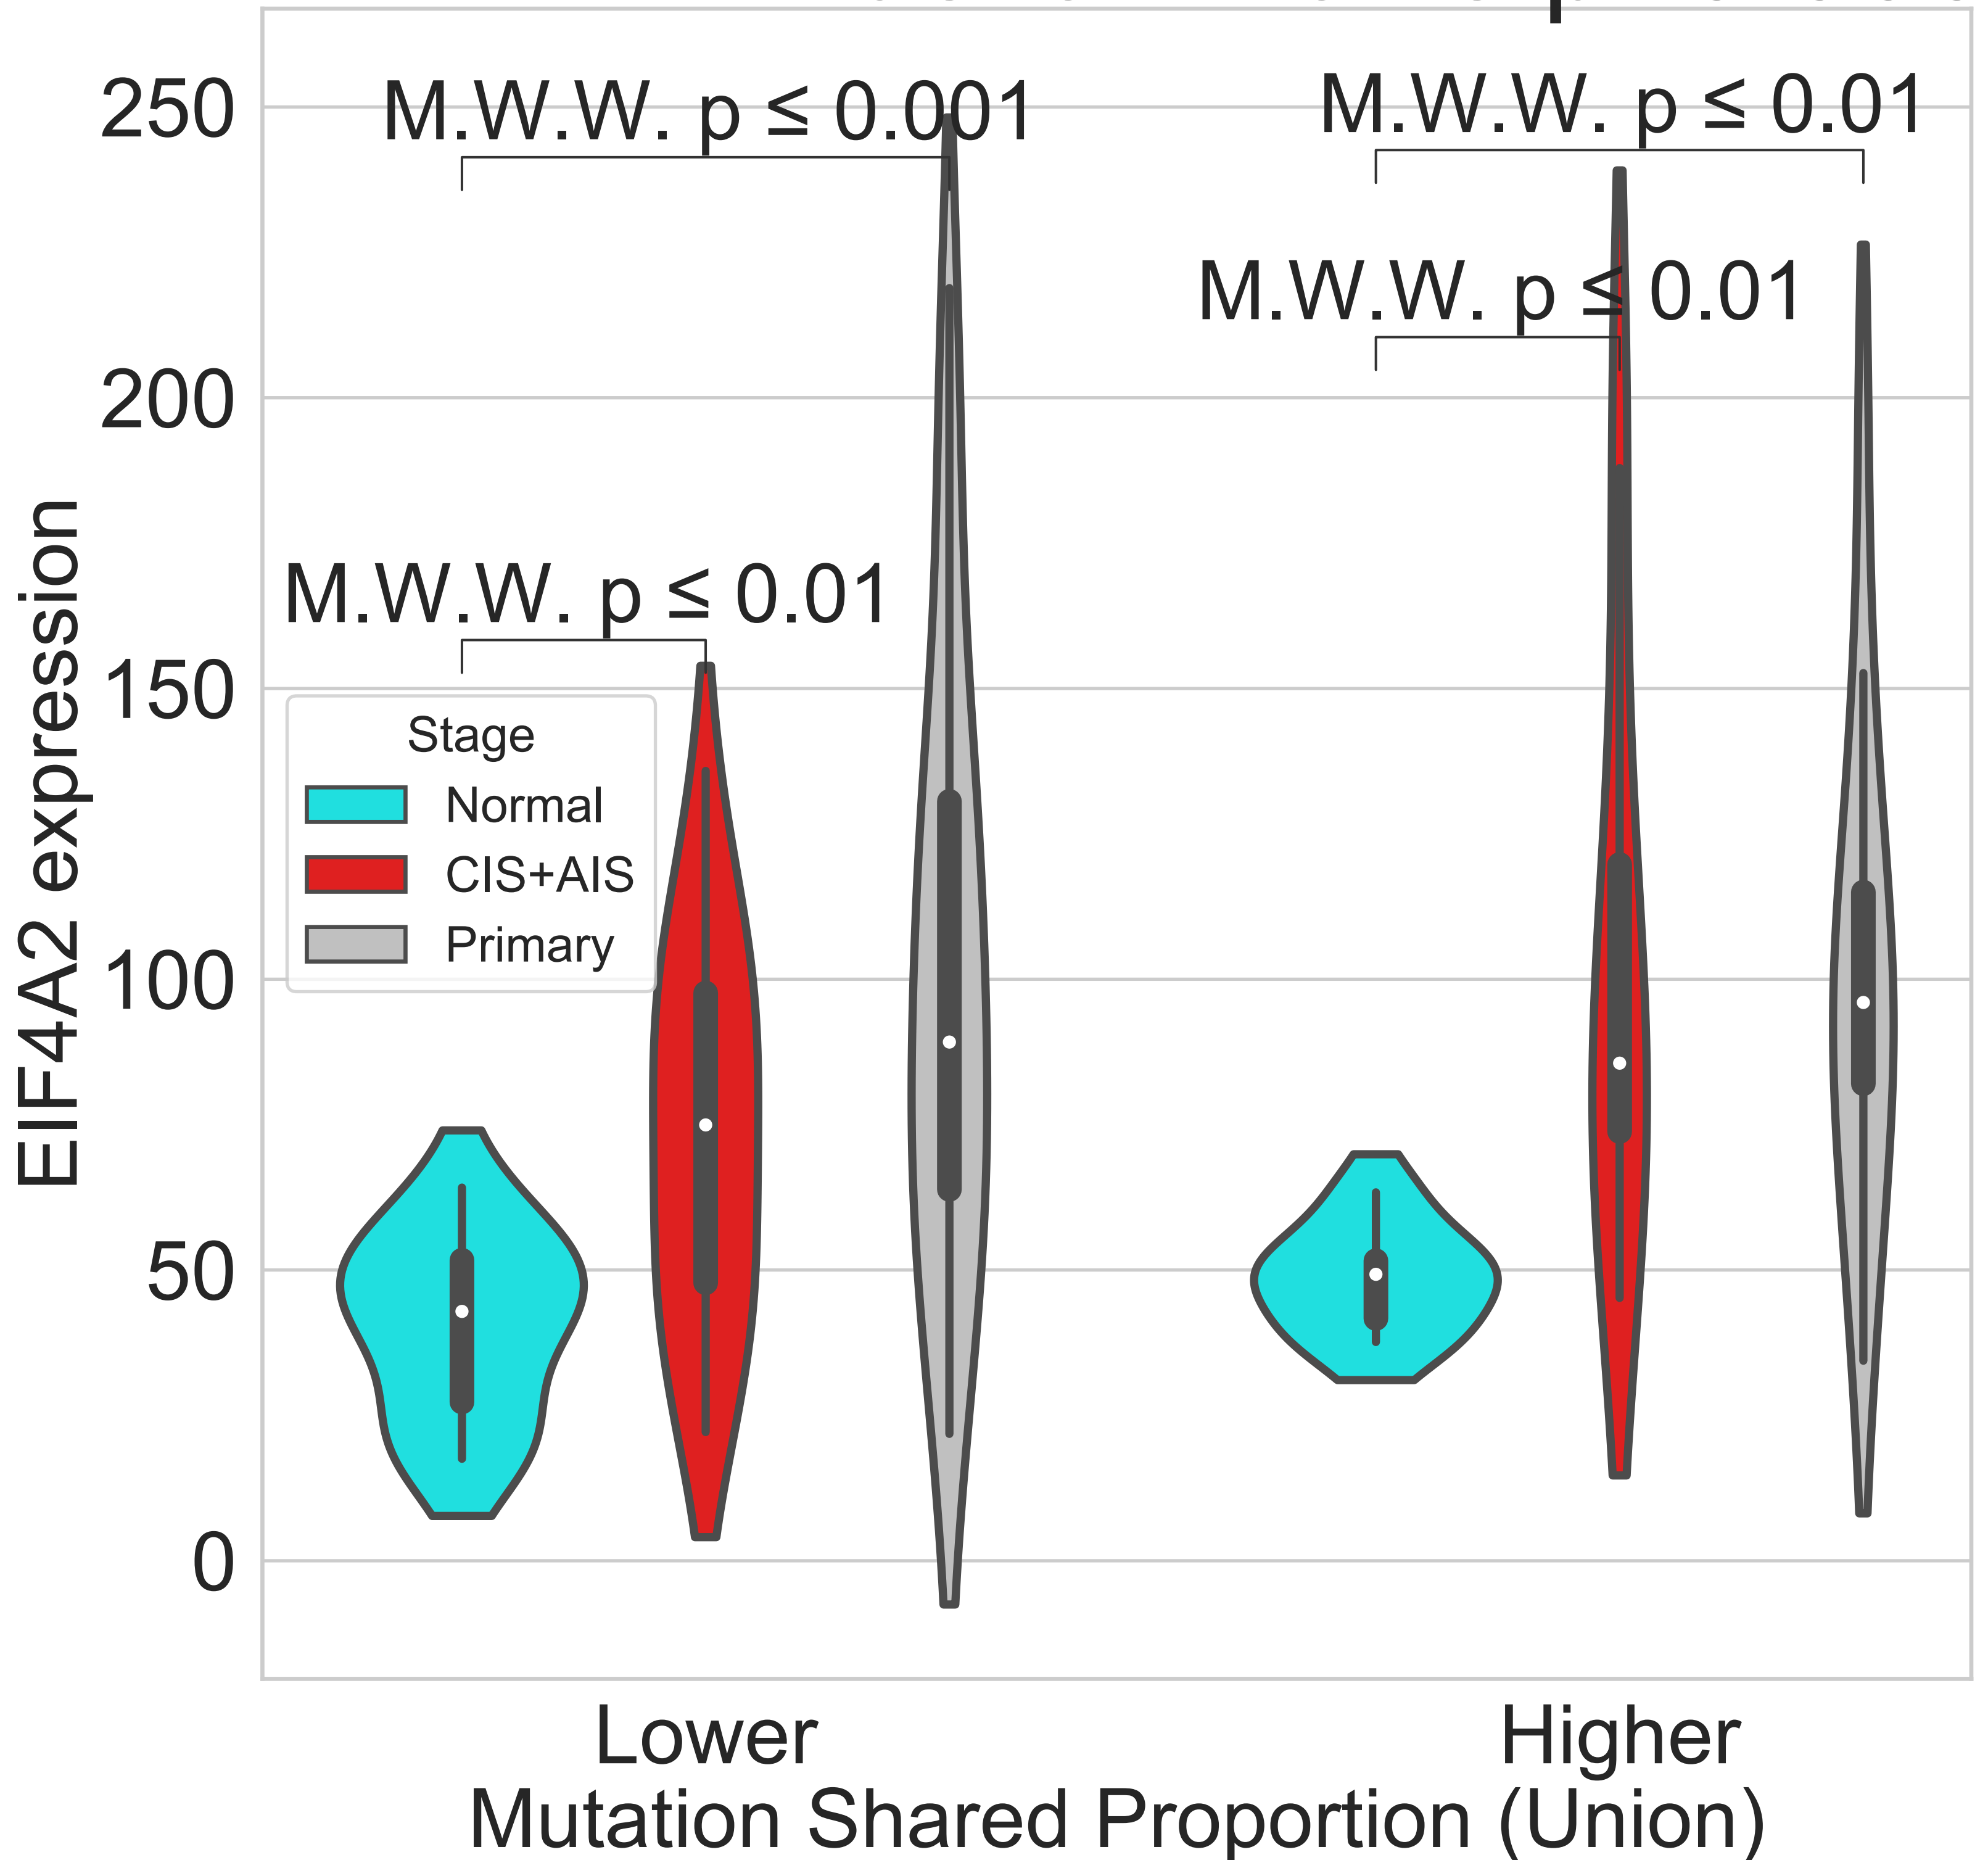 M.W.W. p ≤ 0.001
M.W.W. p ≤ 0.01
M.W.W. p ≤ 0.01
M.W.W. p ≤ 0.01
250
200
150
100
50
0
EIF4A2 expression
Stage
Normal
CIS+AIS
Primary
Lower
Higher
Mutation Shared Proportion (Union)